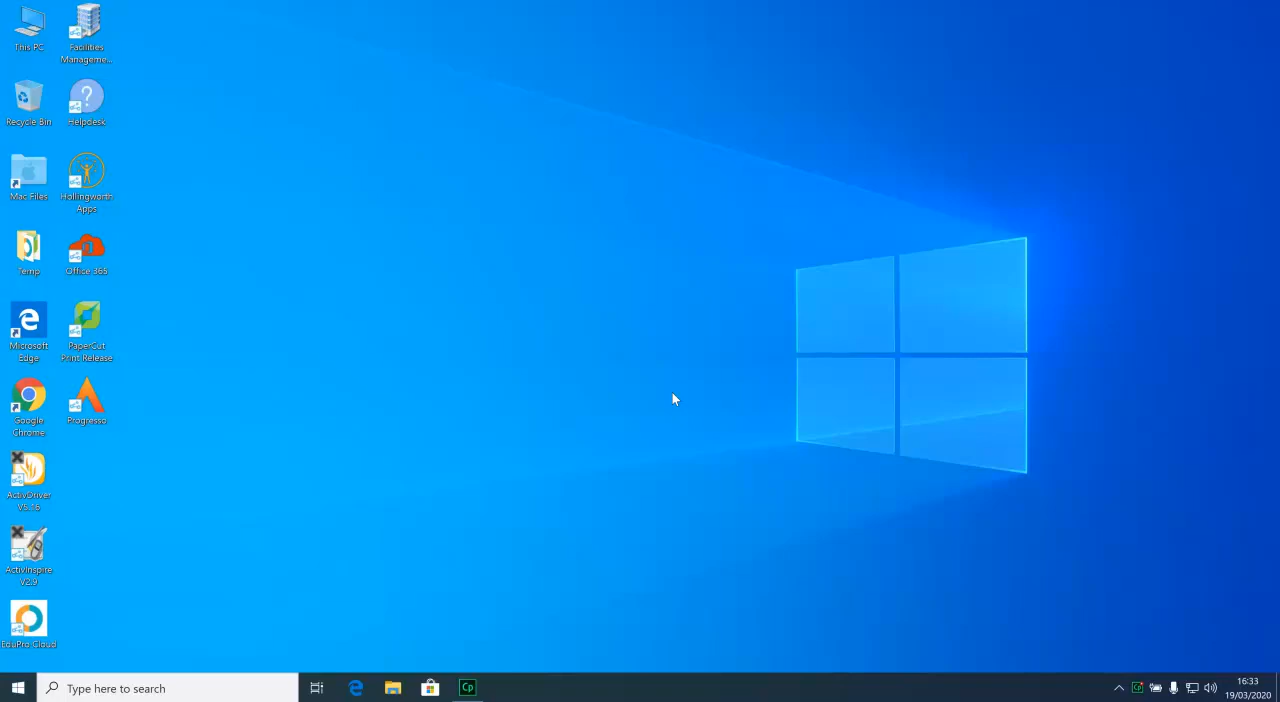 This PC
Facilities
Manageme...
Recycle Bin
Helpdesk
Mac Files
Hollingworth
Apps
Temp
Office 365
Microsoft
Edge
PaperCut
Print Release
Google
Chrome
Progresso
ActivDriver
V5.16
ActivInspire
V2.9
EduPro Cloud
Type here to search
Cp
Cp
16:33
19/03/2020